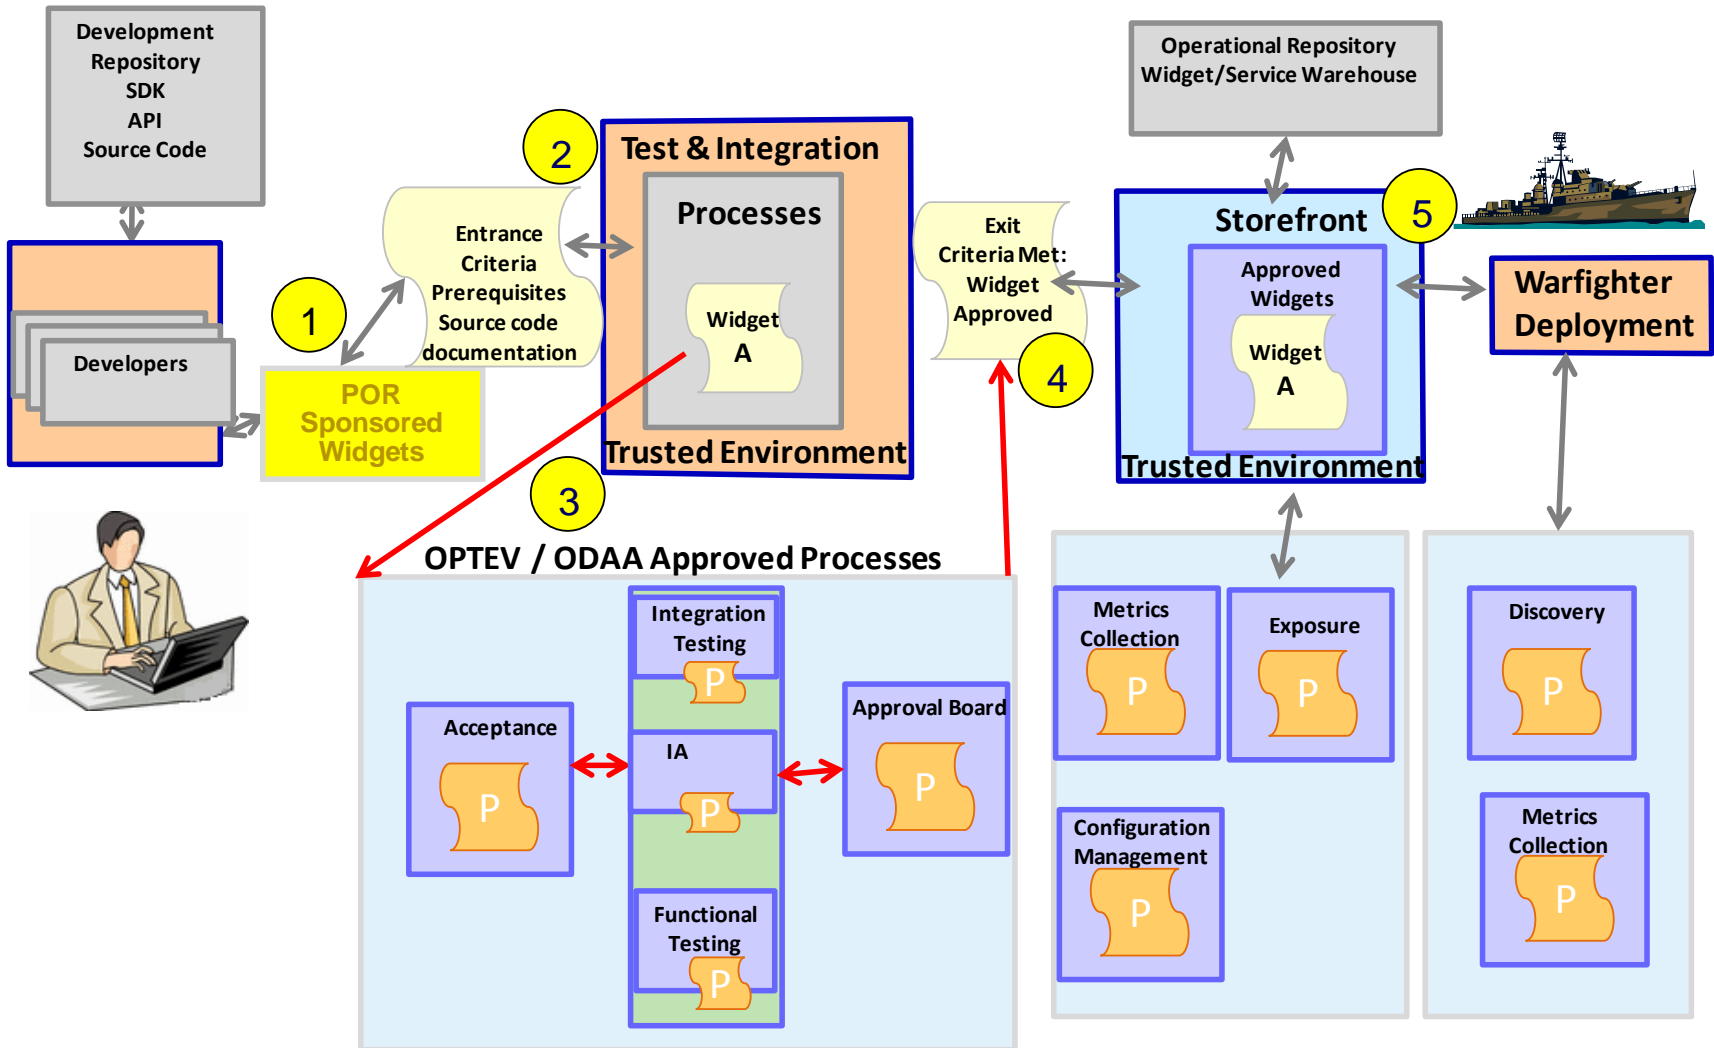 Development
Repository
SDK
API
Source Code
Developers
1
POR
Sponsored
Widgets
2
Entrance
Criteria
Prerequisites
Source code
documentation
Test & Integration
Processes
Widget
A
Trusted Environment
3
Exit
Criteria Met:
Widget
Approved
4
Operational Repository
Widget/Service Warehouse
Storefront
5
Approved
Widgets
Widget
A
Trusted Environment
Warfighter
Deployment
OPTEV / ODAA Approved Processes
Acceptance
P
Integration
Testing
P
IA
P
Functional
Testing
P
Approval Board
P
Metrics
Collection
P
Exposure
P
Configuration
Management
P
Discovery
P
Metrics
Collection
P